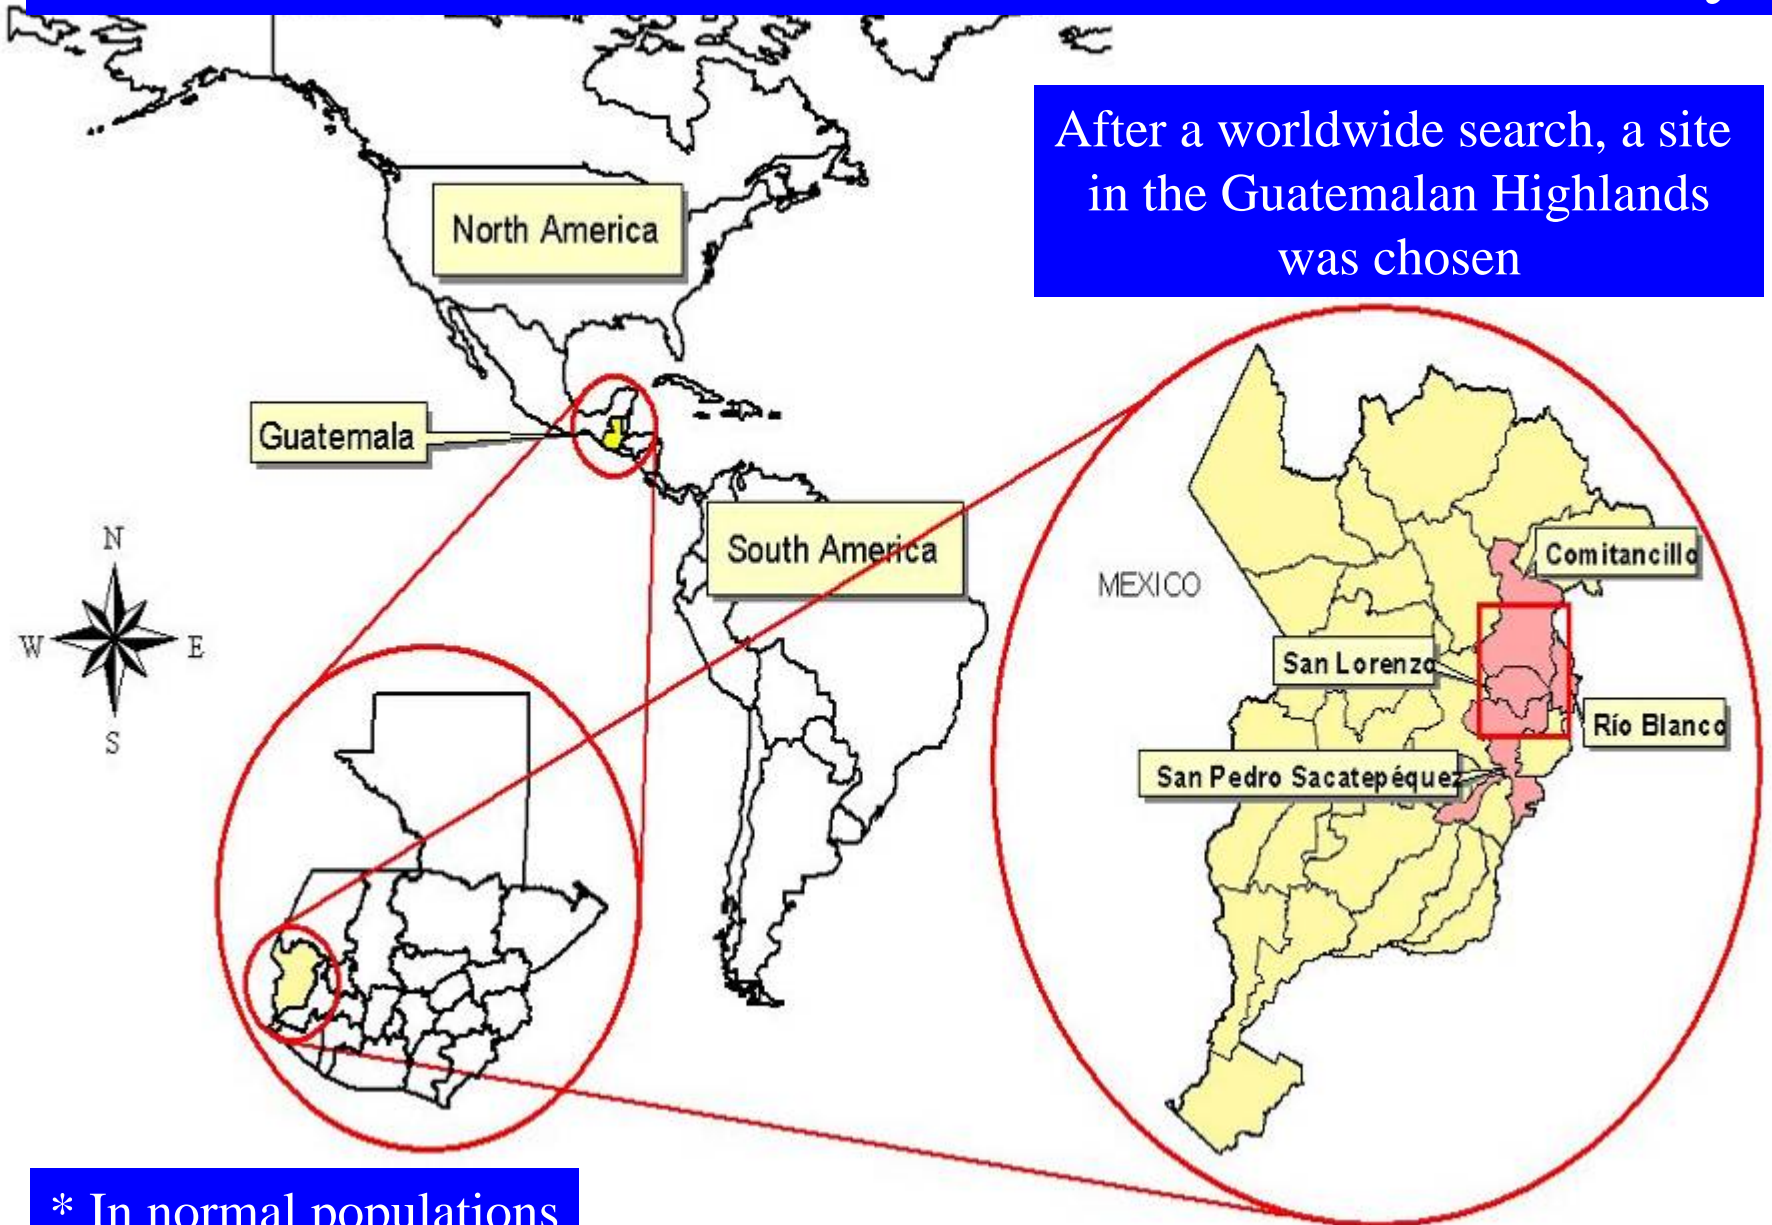 After a worldwide search, a site
in the Guatemalan Highlands
was chosen
North America
Guatemala
South America
N
W
E
S
MEXICO
Comitancillo
San Lorenzo
Río Blanco
San Pedro Sacatepéquez
* In normal populations